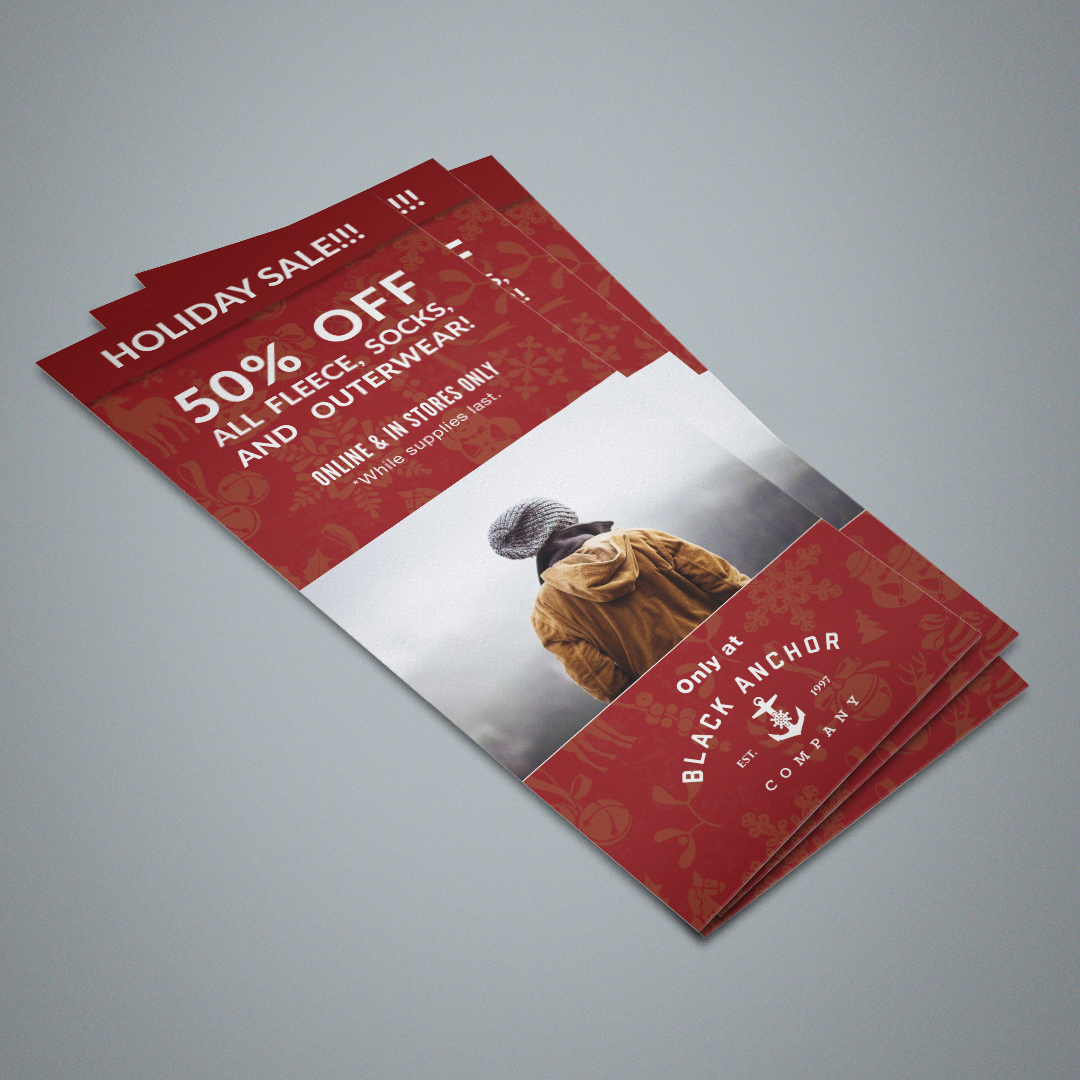 HOLIDAY SALE!!!
50% OFF
ALL FLEECE, SOCKS,
AND OUTERWEAR!
ONLINE & IN STORES ONLY
*While supplies last.
Only at
BLACK ANCHOR
EST. 1997
COMPANY
!!!
F
S,
!!